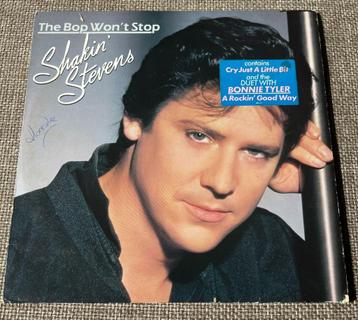 The Bop Won't Stop
Shakin'
Stevens
contains
Cry Just A Little Bit
and the
DUET WITH
BONNIE TYLER
A Rockin' Good Way